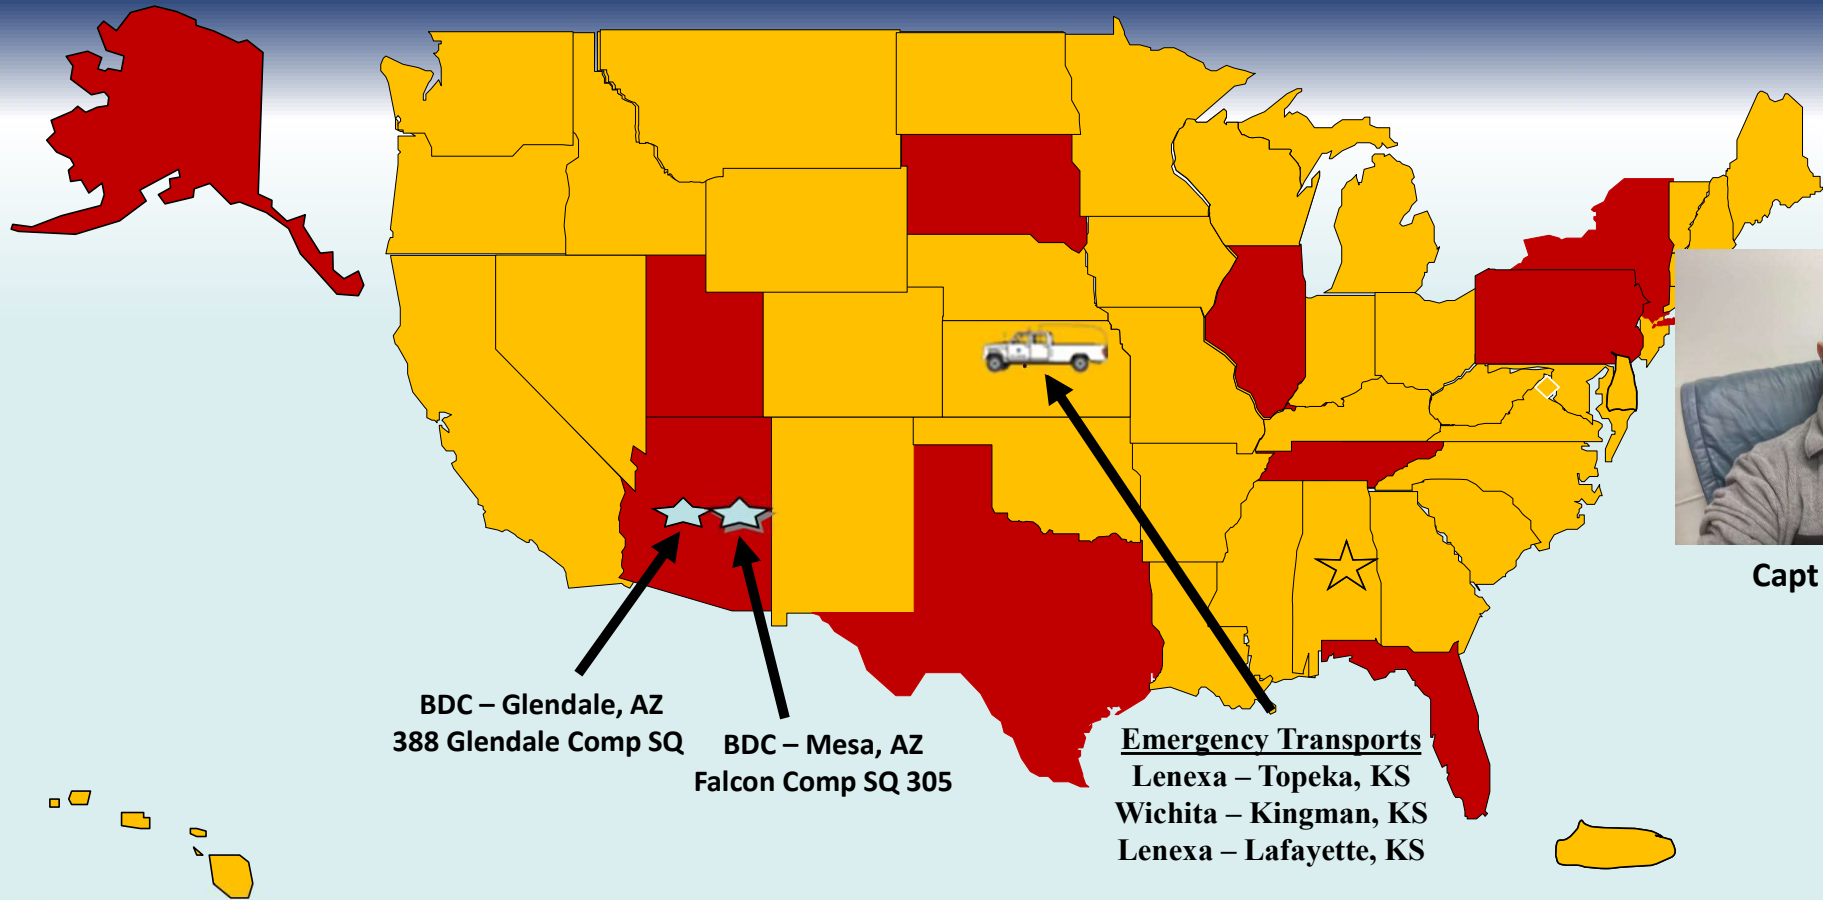 Capt
BDC – Glendale, AZ
388 Glendale Comp SQ
BDC – Mesa, AZ
Falcon Comp SQ 305
Emergency Transports
Lenexa – Topeka, KS
Wichita – Kingman, KS
Lenexa – Lafayette, KS